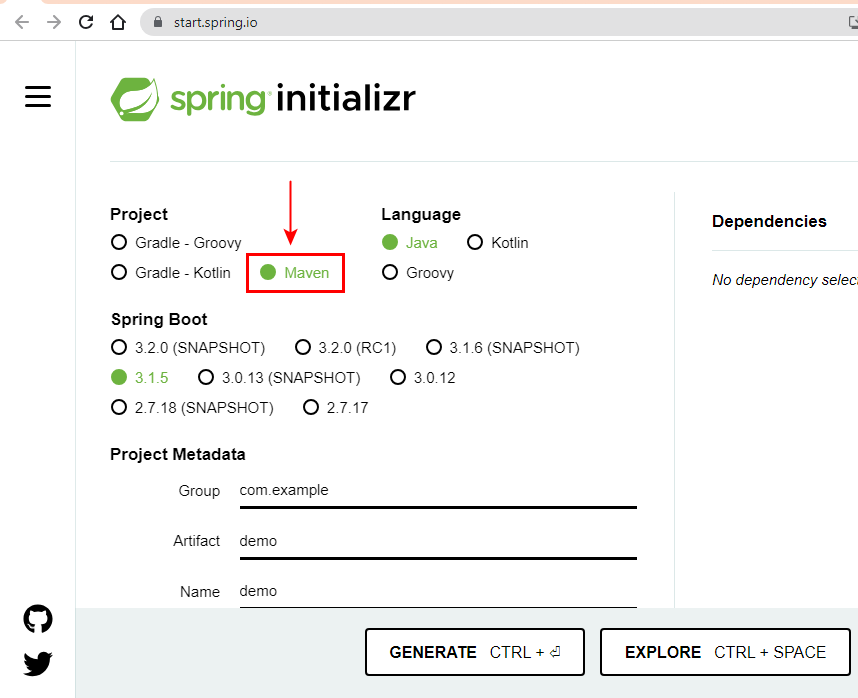 start.spring.io
spring initializr
Project
Gradle - Groovy
Gradle - Kotlin
Maven
Language
Java
Kotlin
Groovy
Spring Boot
3.2.0 (SNAPSHOT) 3.2.0 (RC1) 3.1.6 (SNAPSHOT)
3.1.5 3.0.13 (SNAPSHOT) 3.0.12
2.7.18 (SNAPSHOT) 2.7.17
Project Metadata
Group com.example
Artifact demo
Name demo
Dependencies
No dependency selec
GENERATE CTRL + ⏎
EXPLORE CTRL + SPACE